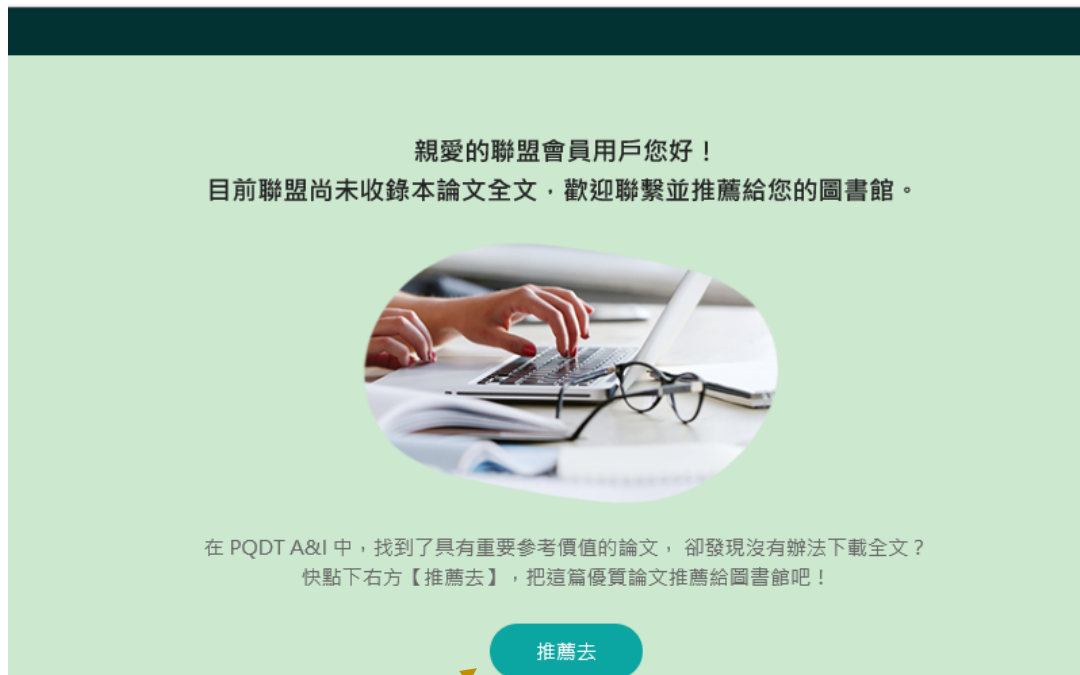 親愛的聯盟會員用戶您好！
目前聯盟尚未收錄本論文全文，歡迎聯繫並推薦給您的圖書館。
在 PQDT A&I 中，找到了具有重要參考價值的論文， 卻發現沒有辦法下載全文？
快點下右方【推薦去】，把這篇優質論文推薦給圖書館吧！
推薦去